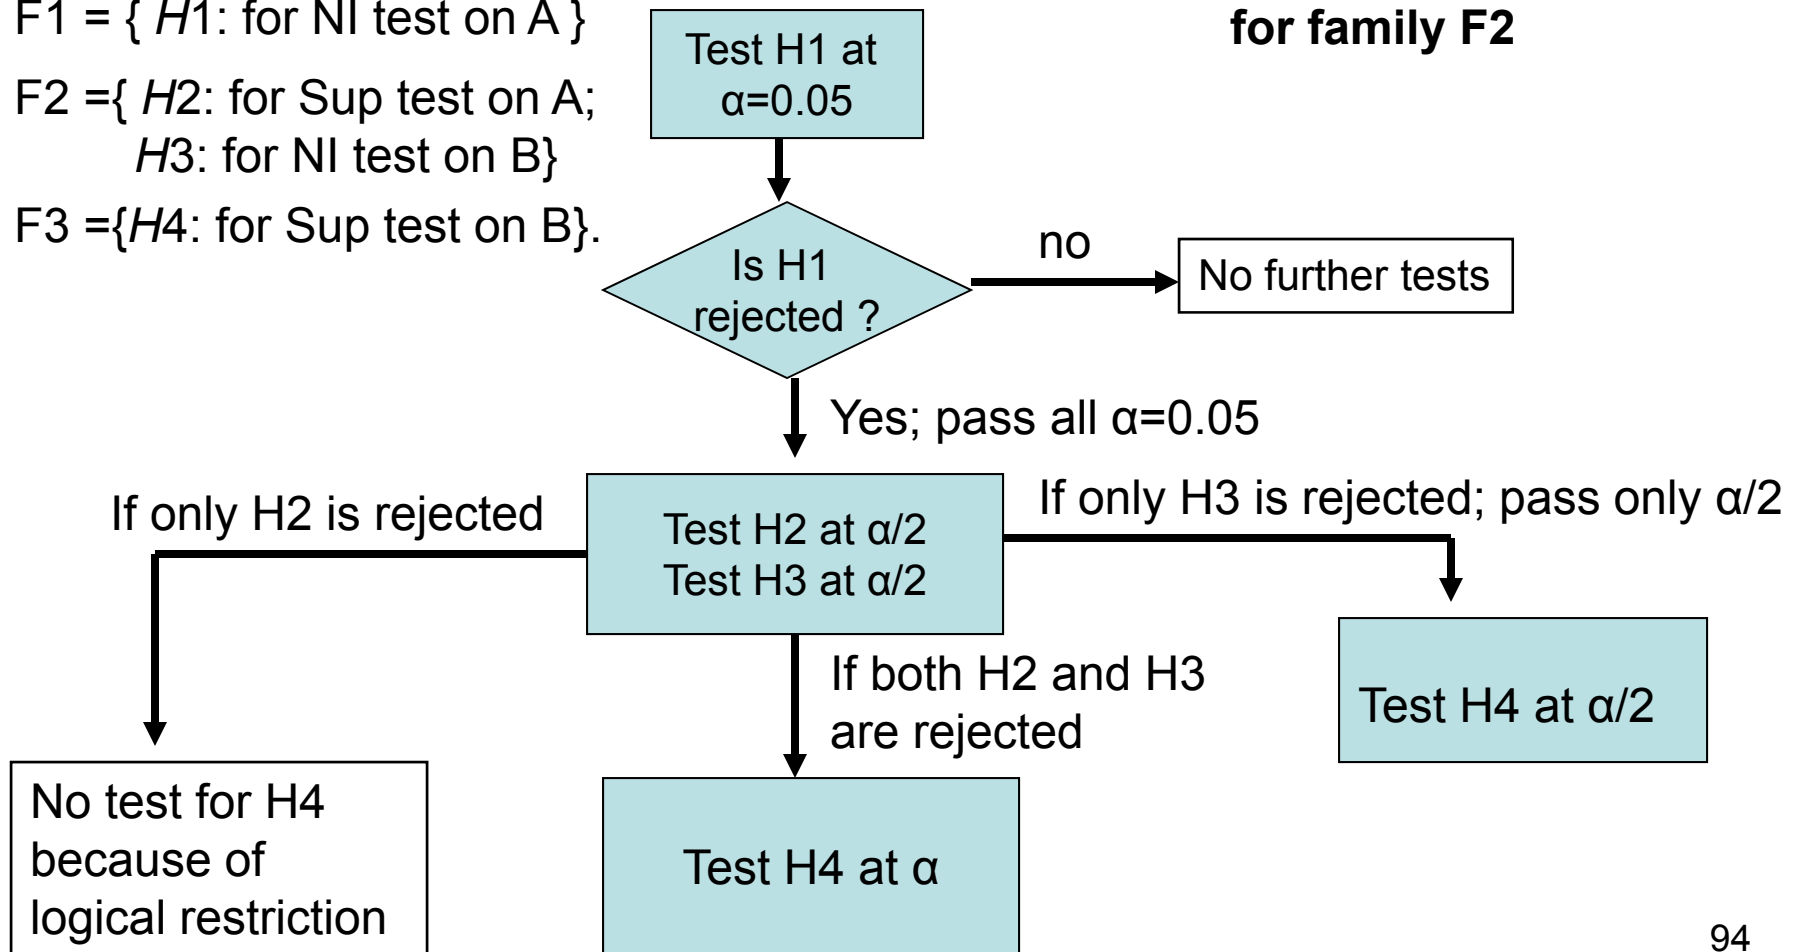 F1 = { H1: for NI test on A }
F2 ={ H2: for Sup test on A;
H3: for NI test on B}
F3 ={H4: for Sup test on B}.
for family F2
Test H1 at
α=0.05
Is H1
rejected ?
no
No further tests
Yes; pass all α=0.05
If only H2 is rejected
Test H2 at α/2
Test H3 at α/2
If only H3 is rejected; pass only α/2
If both H2 and H3
are rejected
Test H4 at α/2
No test for H4
because of
logical restriction
Test H4 at α
94